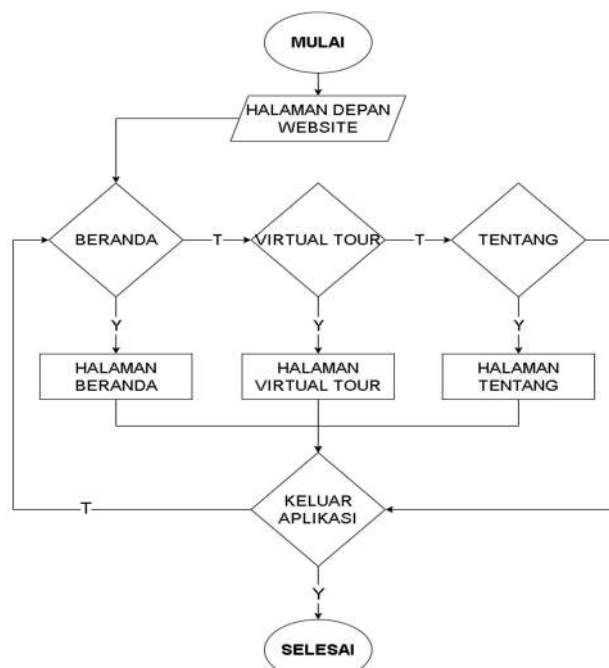 MULAI
HALAMAN DEPAN
WEBSITE
BERANDA
T
VIRTUAL TOUR
T
TENTANG
Y
Y
Y
HALAMAN
BERANDA
HALAMAN
VIRTUAL TOUR
HALAMAN
TENTANG
KELUAR
APLIKASI
T
Y
SELESAI